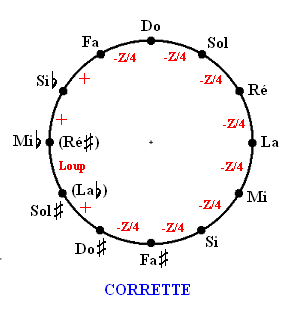 Do
Fa
Sol
-Z/4
-Z/4
Si♭
+
-Z/4
Ré
+
-Z/4
Mi♭
(Ré♯)
La
Loup
-Z/4
(La♭)
Sol♯
+
-Z/4
Mi
-Z/4
-Z/4
Do♯
Si
Fa♯
CORRETTE